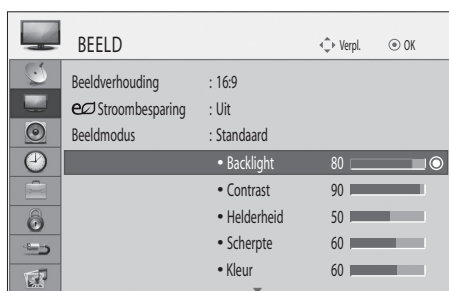 BEELD
Verpl. OK
Beeldverhouding : 16:9
Stroombesparing : Uit
Beeldmodus : Standaard
• Backlight 80
• Contrast 90
• Helderheid 50
• Scherpte 60
• Kleur 60